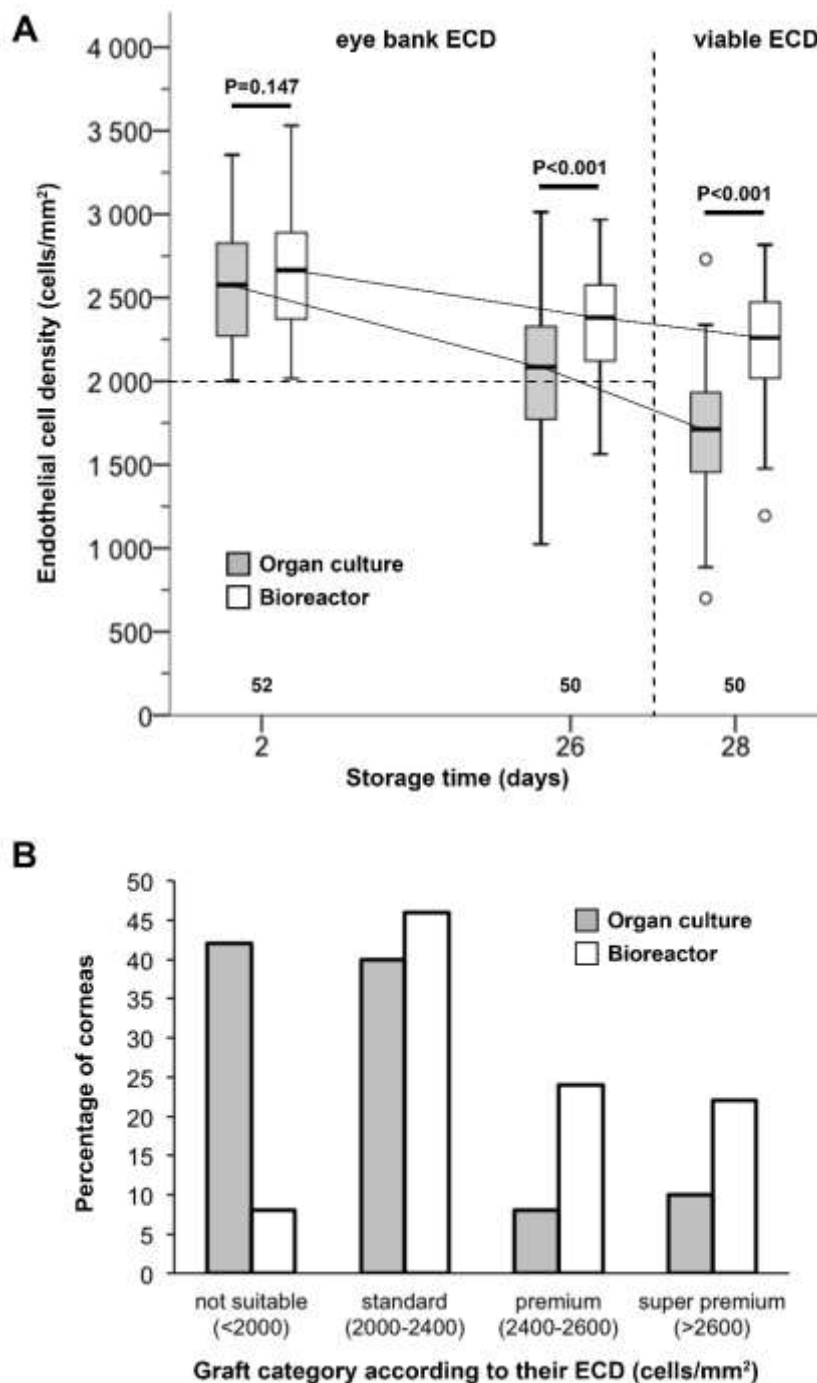 A
eye bank ECD
viable ECD
P=0.147
P<0.001
P<0.001
Endothelial cell density (cells/mm²)
4 000
3 500
3 000
2 500
2 000
1 500
1 000
500
0
Organ culture
Bioreactor
52
50
50
2
26
28
Storage time (days)
B
Percentage of corneas
50
45
40
35
30
25
20
15
10
5
0
Organ culture
Bioreactor
not suitable
(<2000)
standard
(2000-2400)
premium
(2400-2600)
super premium
(>2600)
Graft category according to their ECD (cells/mm²)